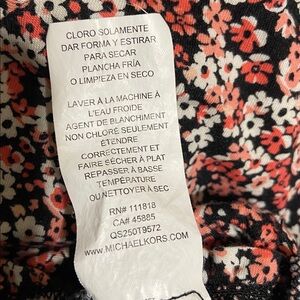 CLORO SOLAMENTE
DAR FORMA Y ESTIRAR
PARA SECAR
PLANCHA FRÍA
O LIMPIEZA EN SECO
LAVER À LA MACHINE À
L'EAU FROIDE
AGENT DE BLANCHIMENT
NON CHLORÉ SEULEMENT
ÉTENDRE
CORRECTEMENT ET
FAIRE SÉCHER À PLAT
REPASSER À BASSE
TEMPÉRATURE
OU NETTOYER À SEC
RN# 111818
CA# 45885
QS250T9572
WWW.MICHAELKORS.COM